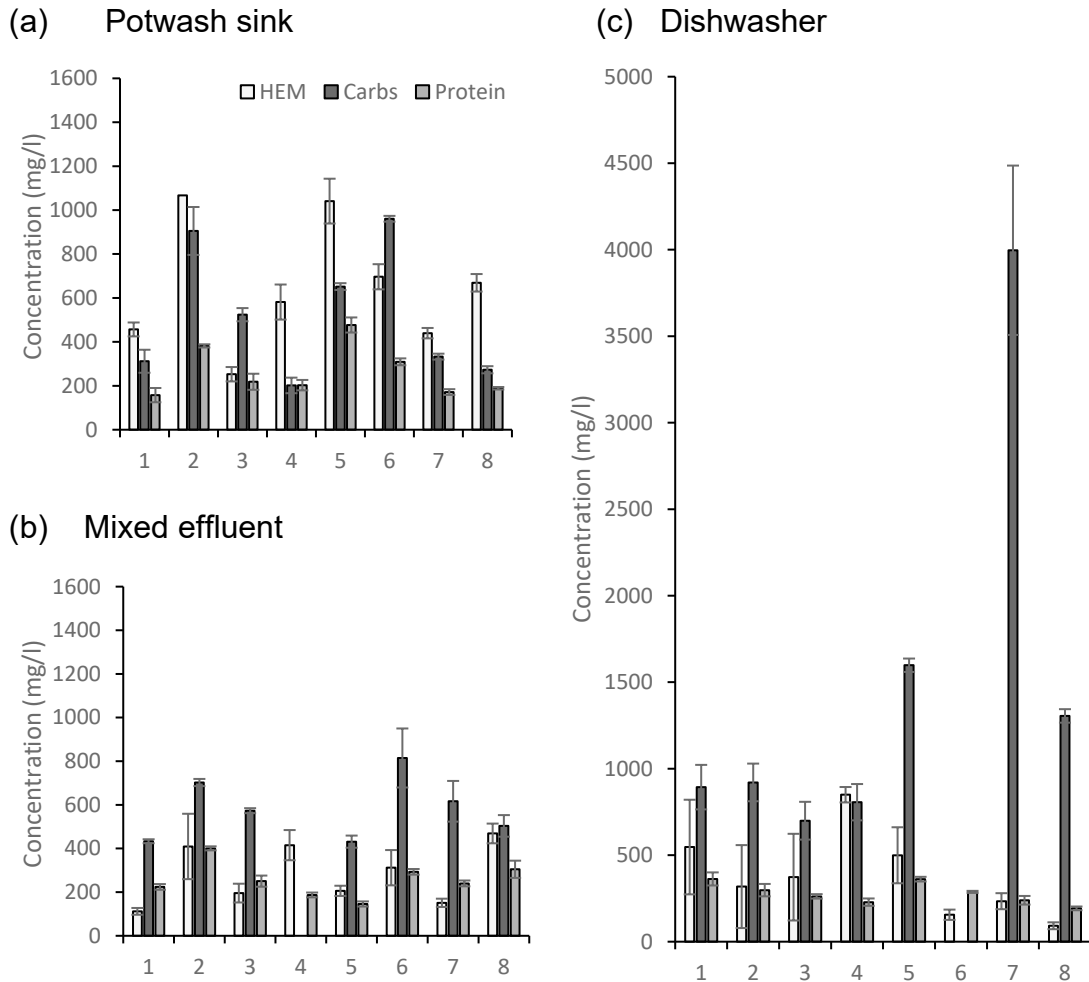 (a) Potwash sink
1600
1400
1200
1000
800
600
400
200
0
Concentration (mg/l)
HEM Carbs Protein
1 2 3 4 5 6 7 8
(b) Mixed effluent
1600
1400
1200
1000
800
600
400
200
0
Concentration (mg/l)
1 2 3 4 5 6 7 8
(c) Dishwasher
5000
4500
4000
3500
3000
2500
2000
1500
1000
500
0
Concentration (mg/l)
1 2 3 4 5 6 7 8